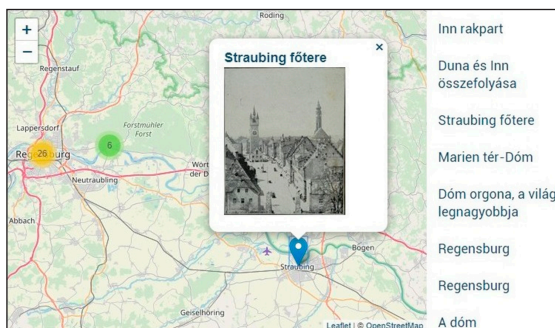 +
−
Roding
Regenstauf
Lappersdorf
Regensburg
26
6
Forstmühler
Forst
Neutraubling
Wört
der D
Abbach
Geiselhöring
Straubing
Bogen
Straubing főtere
×
Leaflet | © OpenStreetMap
Inn rakpart
Duna és Inn
összefolyása
Straubing főtere
Marien tér-Dóm
Dóm orgona, a világ
legnagyobbja
Regensburg
Regensburg
A dóm